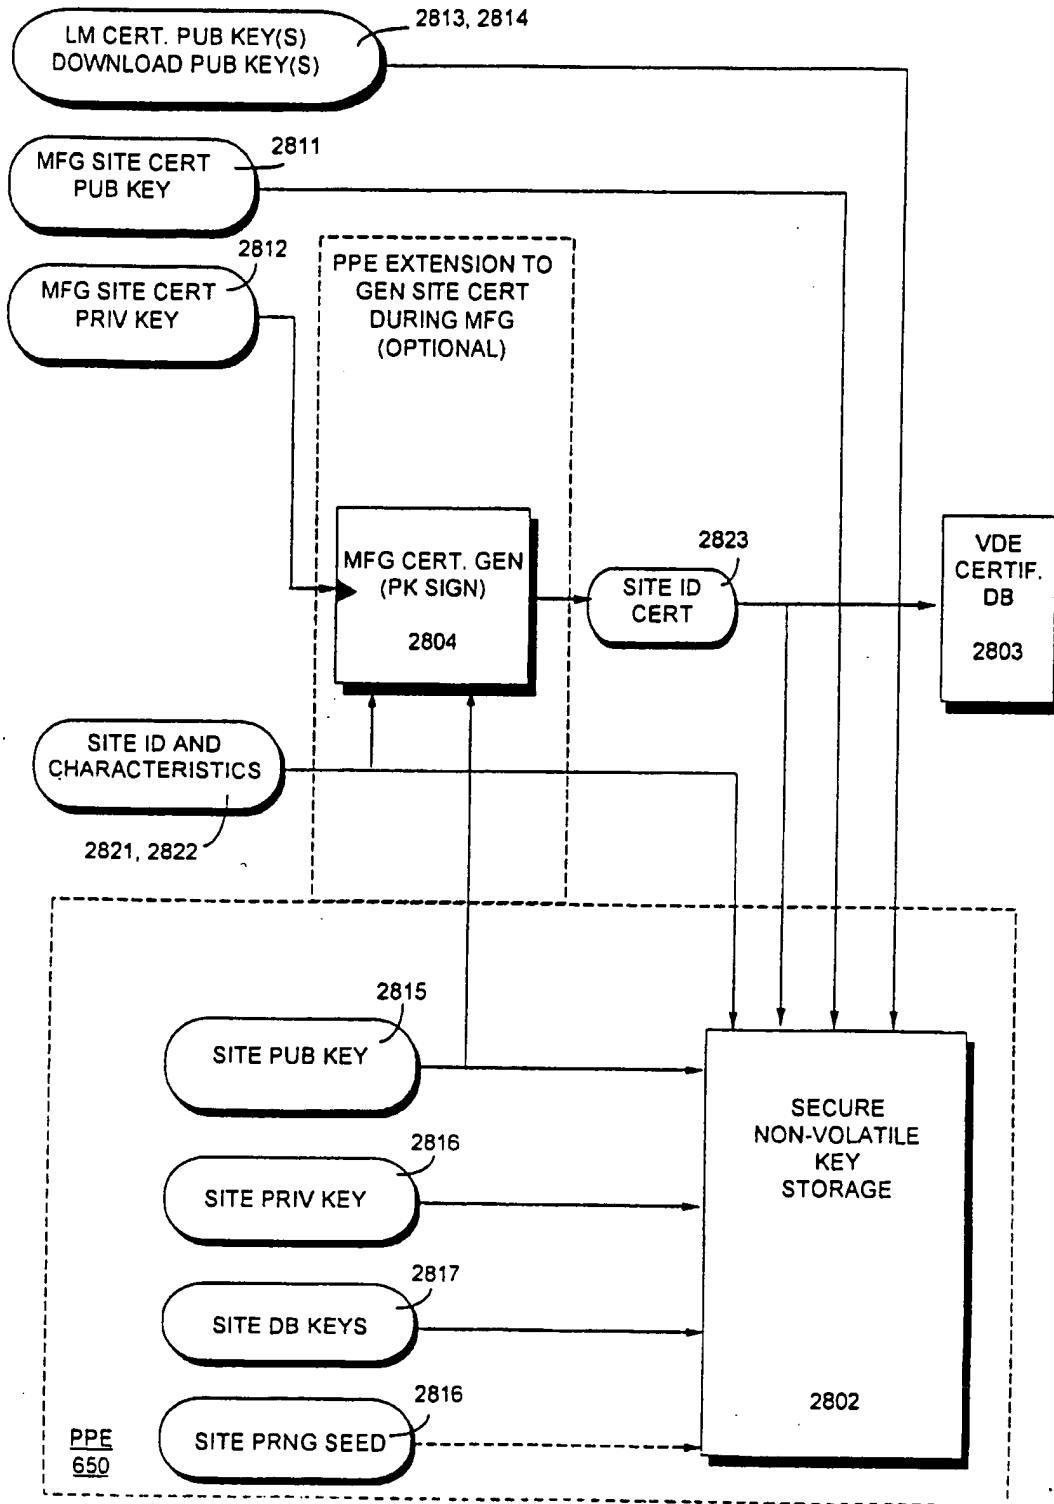 2813, 2814
LM CERT. PUB KEY(S)
DOWNLOAD PUB KEY(S)
2811
MFG SITE CERT
PUB KEY
2812
MFG SITE CERT
PRIV KEY
PPE EXTENSION TO
GEN SITE CERT
DURING MFG
(OPTIONAL)
MFG CERT. GEN
(PK SIGN)
2804
2823
SITE ID
CERT
VDE
CERTIF.
DB
2803
SITE ID AND
CHARACTERISTICS
2821, 2822
2815
SITE PUB KEY
2816
SITE PRIV KEY
2817
SITE DB KEYS
2816
SITE PRNG SEED
SECURE
NON-VOLATILE
KEY
STORAGE
2802
PPE
650